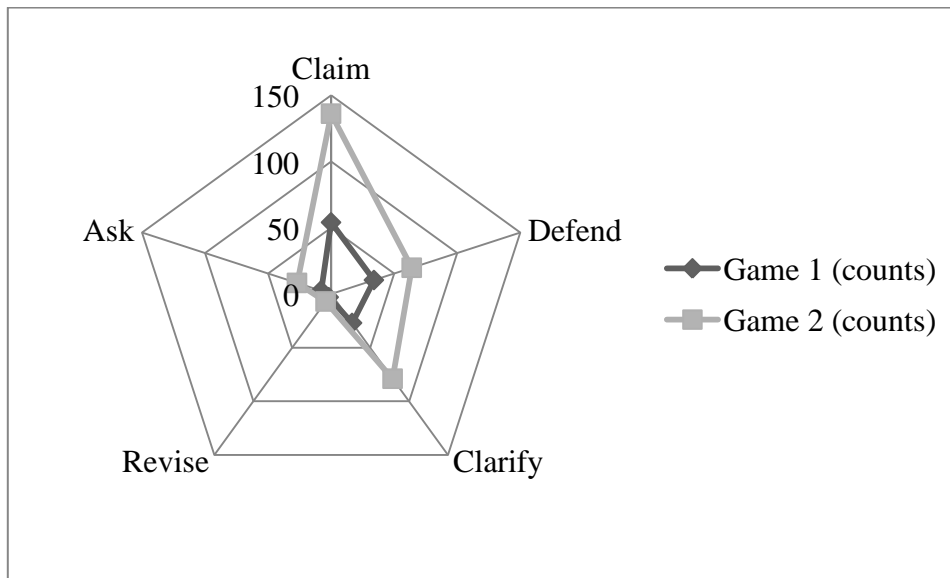 Claim
150
100
50
0
Ask
Defend
Revise
Clarify
Game 1 (counts)
Game 2 (counts)